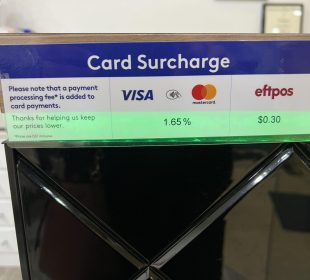 Card Surcharge
Please note that a payment
processing fee* is added to
card payments.
VISA
mastercard
eftpos
Thanks for helping us keep
our prices lower.
1.65%
$0.30